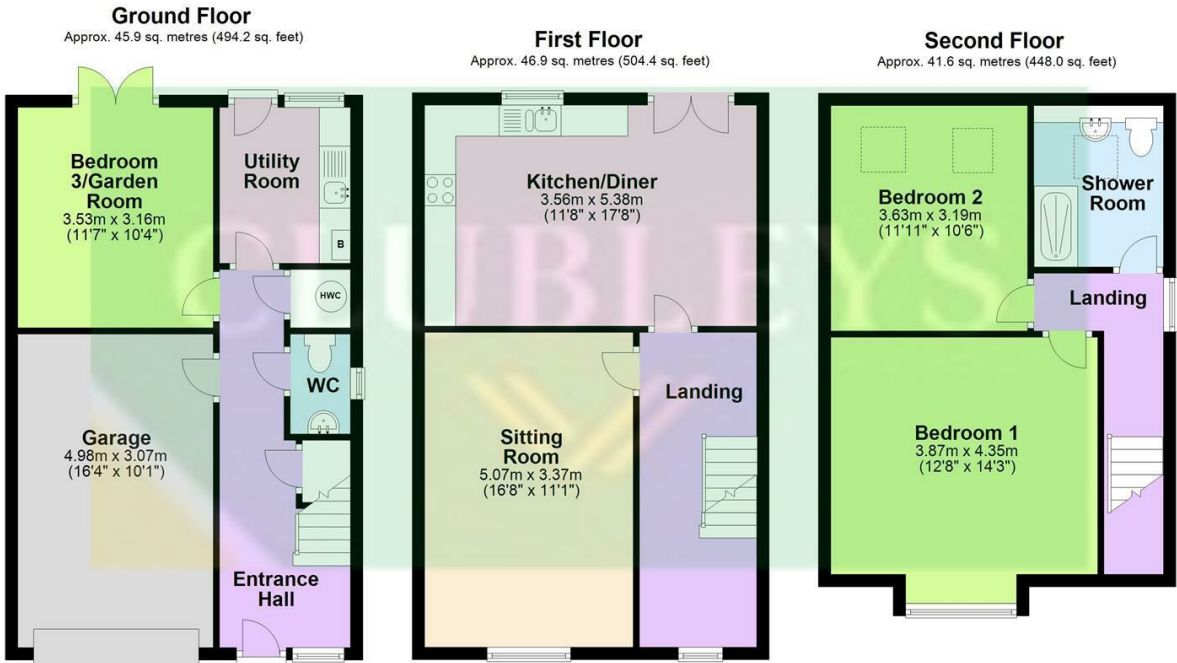 Ground Floor
Approx. 45.9 sq. metres (494.2 sq. feet)
Bedroom
3/Garden
Room
3.53m x 3.16m
(11'7" x 10'4")
Utility
Room
B
HWC
WC
Garage
4.98m x 3.07m
(16'4" x 10'1")
Entrance
Hall
First Floor
Approx. 46.9 sq. metres (504.4 sq. feet)
Kitchen/Diner
3.56m x 5.38m
(11'8" x 17'8")
Landing
Sitting
Room
5.07m x 3.37m
(16'8" x 11'1")
Second Floor
Approx. 41.6 sq. metres (448.0 sq. feet)
Bedroom 2
3.63m x 3.19m
(11'11" x 10'6")
Shower
Room
Landing
Bedroom 1
3.87m x 4.35m
(12'8" x 14'3")
CLUBLEYS